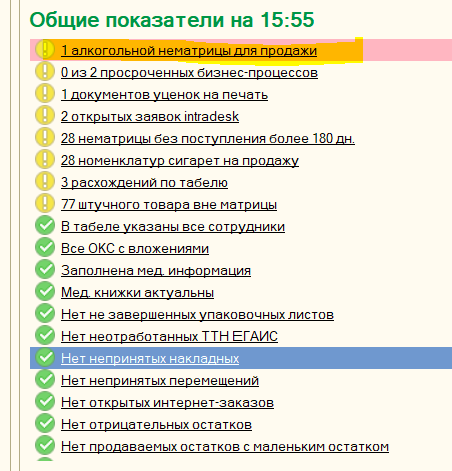 Общие показатели на 15:55
1 алкогольной нематрицы для продажи
0 из 2 просроченных бизнес-процессов
1 документов уценок на печать
2 открытых заявок intradesk
28 нематрицы без поступления более 180 дн.
28 номенклатур сигарет на продажу
3 расхождений по табелю
77 штучного товара вне матрицы
В табеле указаны все сотрудники
Все ОКС с вложениями
Заполнена мед. информация
Мед. книжки актуальны
Нет не завершенных упаковочных листов
Нет неотработанных ТТН ЕГАИС
Нет непринятых накладных
Нет непринятых перемещений
Нет открытых интернет-заказов
Нет отрицательных остатков
Нет продаваемых остатков с маленьким остатком